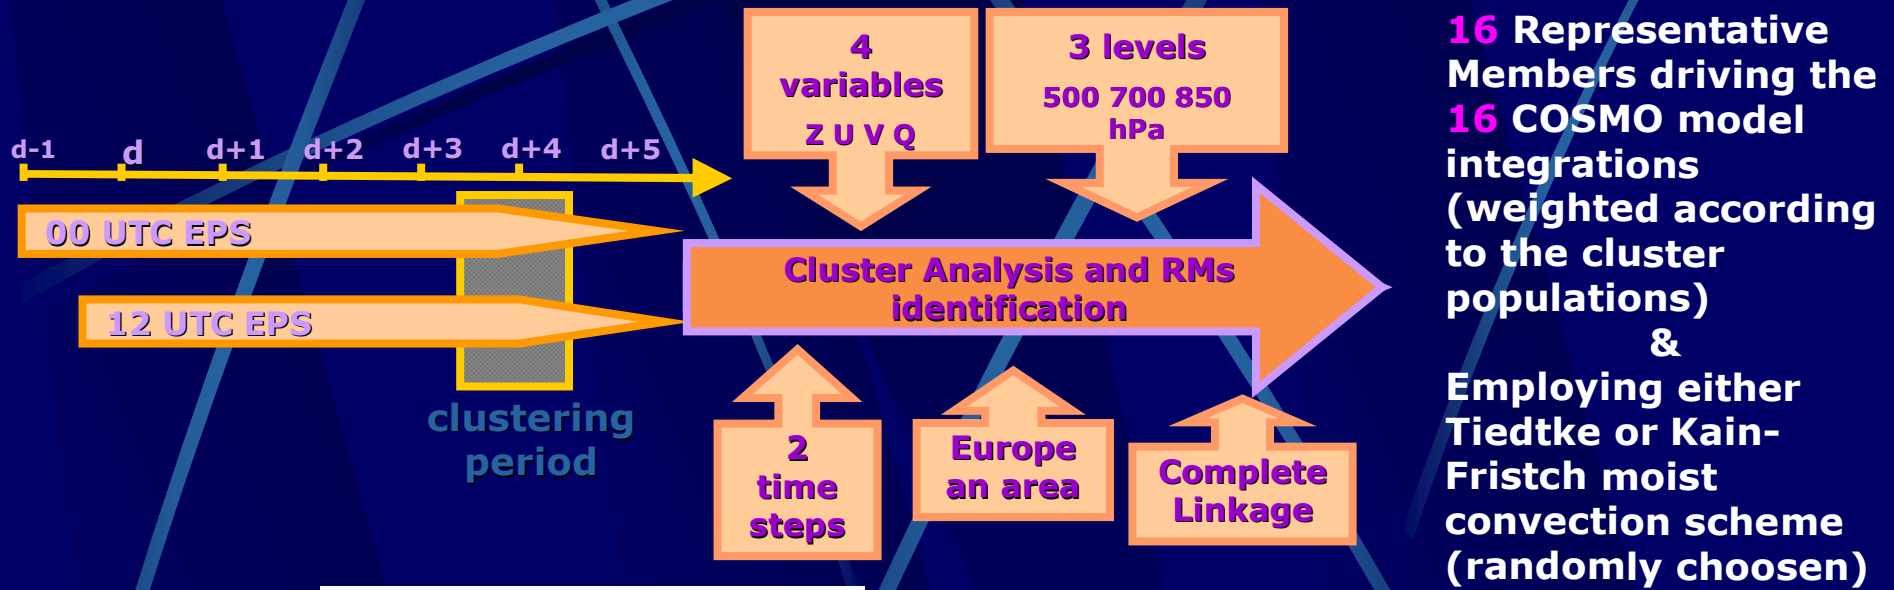 d-1 d d+1 d+2 d+3 d+4 d+5
00 UTC EPS
12 UTC EPS
clustering
period
4
variables
Z U V Q
3 levels
500 700 850
hPa
Cluster Analysis and RMs
identification
2
time
steps
Europe
an area
Complete
Linkage
16 Representative
Members driving the
16 COSMO model
integrations
(weighted according
to the cluster
populations)
&
Employing either
Tiedtke or Kain-
Fristch moist
convection scheme
(randomly choosen)